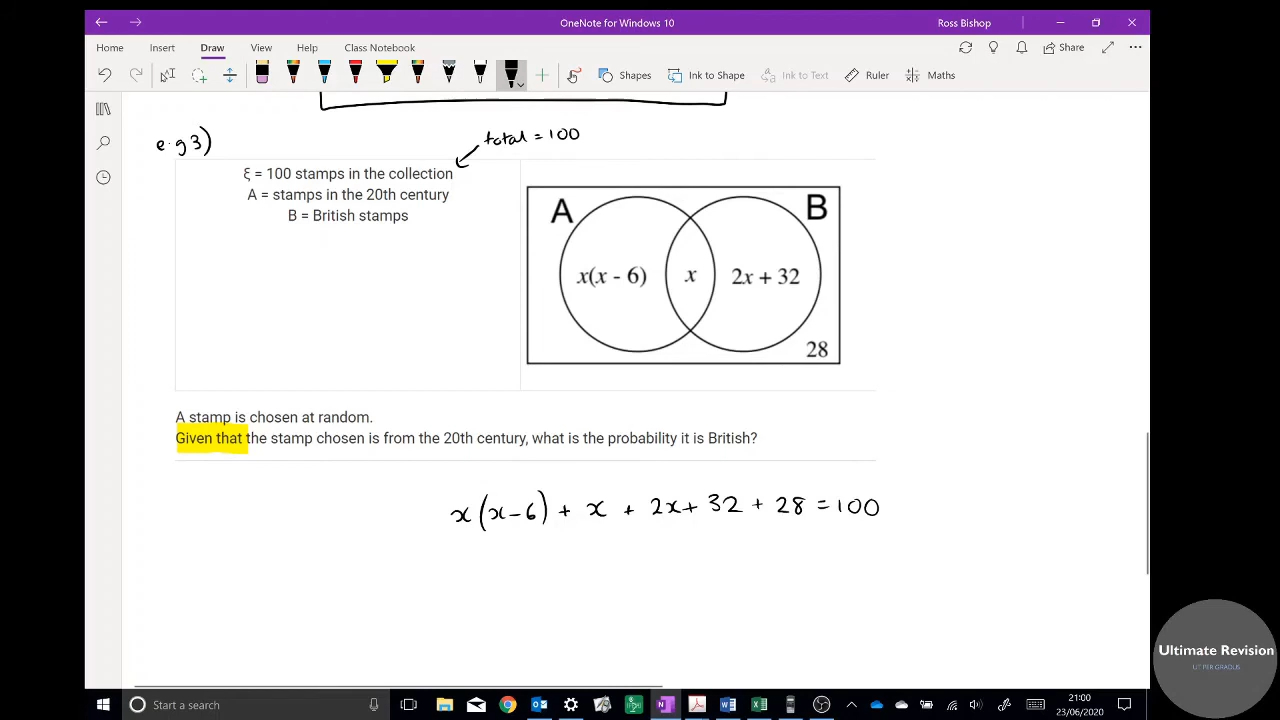 OneNote for Windows 10
Ross Bishop
Home Insert Draw View Help Class Notebook
Share
Shapes
Ink to Shape
Ink to Text
Ruler
Maths
e.g 3)
total = 100
ξ = 100 stamps in the collection
A = stamps in the 20th century
B = British stamps
A
B
x(x - 6)
x
2x + 32
28
A stamp is chosen at random.
Given that the stamp chosen is from the 20th century, what is the probability it is British?
x(x-6) + x + 2x + 32 + 28 = 100
Ultimate Revision
UT PER GRADUS
Start a search
21:00
23/06/2020